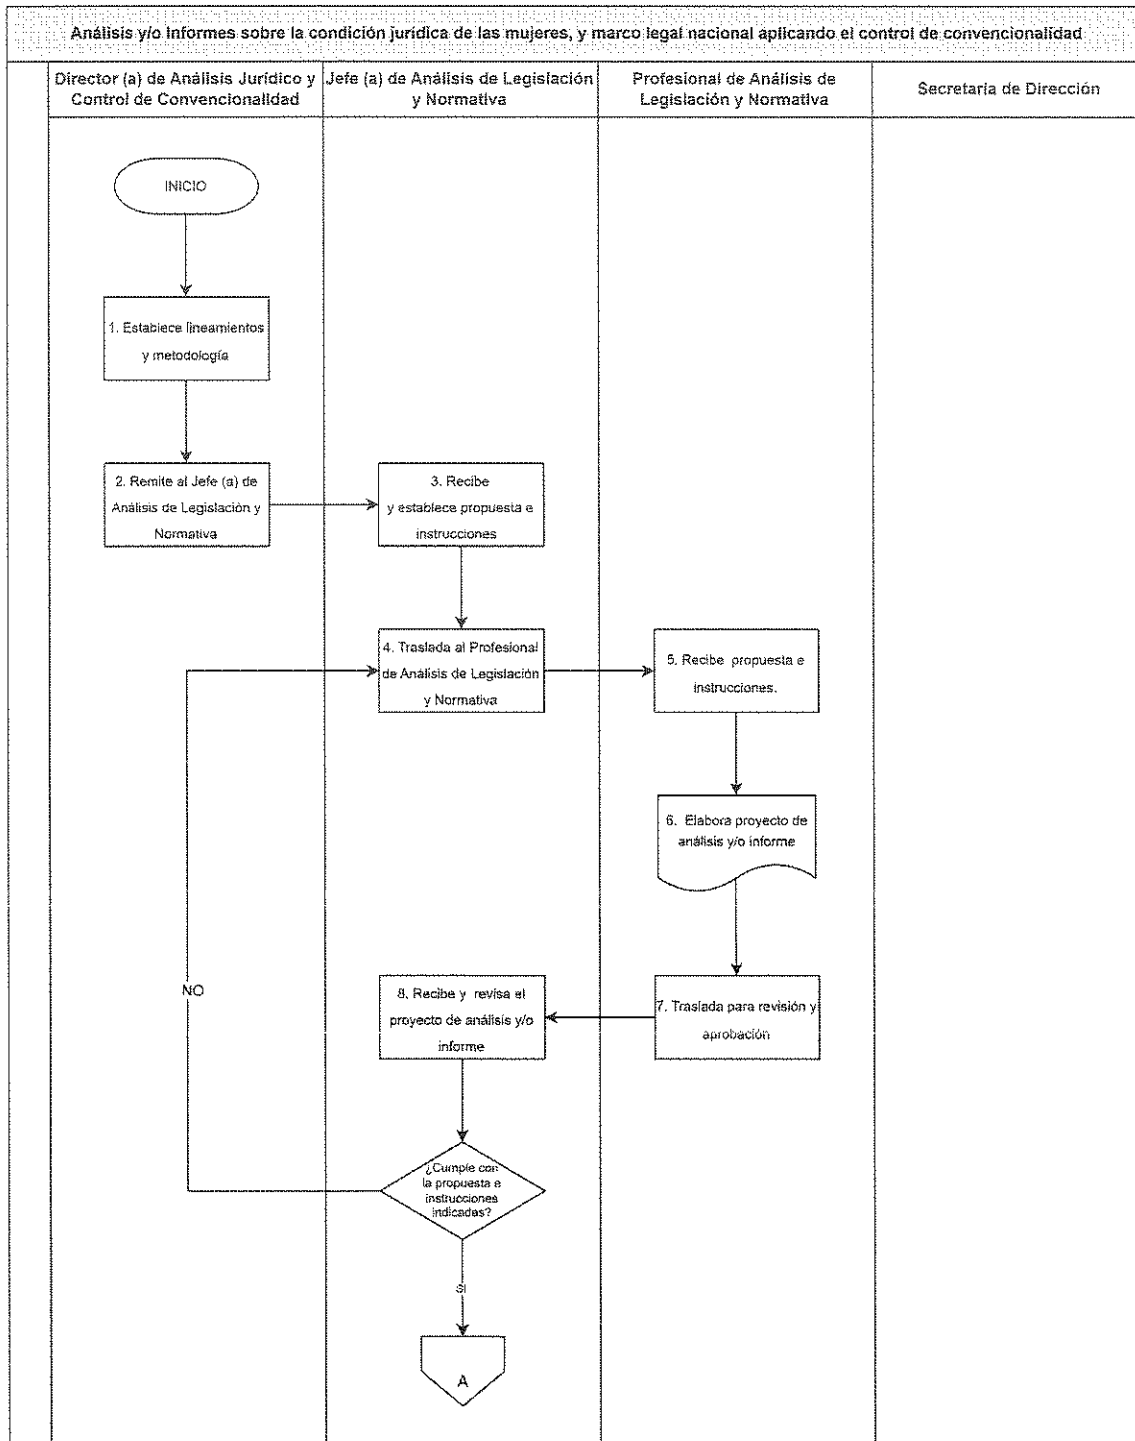 Análisis y/o Informes sobre la condición jurídica de las mujeres, y marco legal nacional aplicando el control de convencionalidad
Director (a) de Análisis Jurídico y
Control de Convencionalidad
Jefe (a) de Análisis de Legislación
y Normativa
Profesional de Análisis de
Legislación y Normativa
Secretaria de Dirección
INICIO
1. Establece lineamientos
y metodología
2. Remite al Jefe (a) de
Análisis de Legislación y
Normativa
3. Recibe
y establece propuesta e
instrucciones
4. Traslada al Profesional
de Análisis de Legislación
y Normativa
5. Recibe propuesta e
instrucciones.
6. Elabora proyecto de
análisis y/o informe
7. Traslada para revisión y
aprobación
8. Recibe y revisa el
proyecto de análisis y/o
informe
NO
¿Cumple con
la propuesta e
instrucciones
indicadas?
SI
A